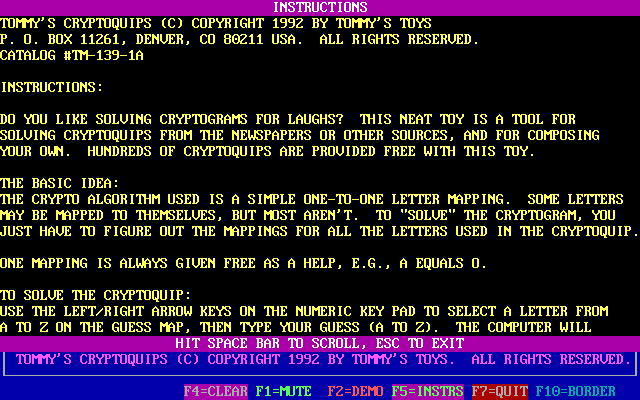 INSTRUCTIONS
TOMMY'S CRYPTOQUIPS (C) COPYRIGHT 1992 BY TOMMY'S TOYS
P. O. BOX 11261, DENVER, CO 80211 USA.  ALL RIGHTS RESERVED.
CATALOG #TM-139-1A
INSTRUCTIONS:
DO YOU LIKE SOLVING CRYPTOGRAMS FOR LAUGHS?  THIS NEAT TOY IS A TOOL FOR
SOLVING CRYPTOQUIPS FROM THE NEWSPAPERS OR OTHER SOURCES, AND FOR COMPOSING
YOUR OWN.  HUNDREDS OF CRYPTOQUIPS ARE PROVIDED FREE WITH THIS TOY.
THE BASIC IDEA:
THE CRYPTO ALGORITHM USED IS A SIMPLE ONE-TO-ONE LETTER MAPPING.  SOME LETTERS
MAY BE MAPPED TO THEMSELVES, BUT MOST AREN'T.  TO "SOLVE" THE CRYPTOGRAM, YOU
JUST HAVE TO FIGURE OUT THE MAPPINGS FOR ALL THE LETTERS USED IN THE CRYPTOQUIP.
ONE MAPPING IS ALWAYS GIVEN FREE AS A HELP, E.G., A EQUALS O.
TO SOLVE THE CRYPTOQUIP:
USE THE LEFT/RIGHT ARROW KEYS ON THE NUMERIC KEY PAD TO SELECT A LETTER FROM
A TO Z ON THE GUESS MAP, THEN TYPE YOUR GUESS (A TO Z).  THE COMPUTER WILL
HIT SPACE BAR TO SCROLL, ESC TO EXIT
TOMMY'S CRYPTOQUIPS (C) COPYRIGHT 1992 BY TOMMY'S TOYS.  ALL RIGHTS RESERVED.
F4=CLEAR F1=MUTE F2=DEMO F5=INSTRS F7=QUIT F10=BORDER